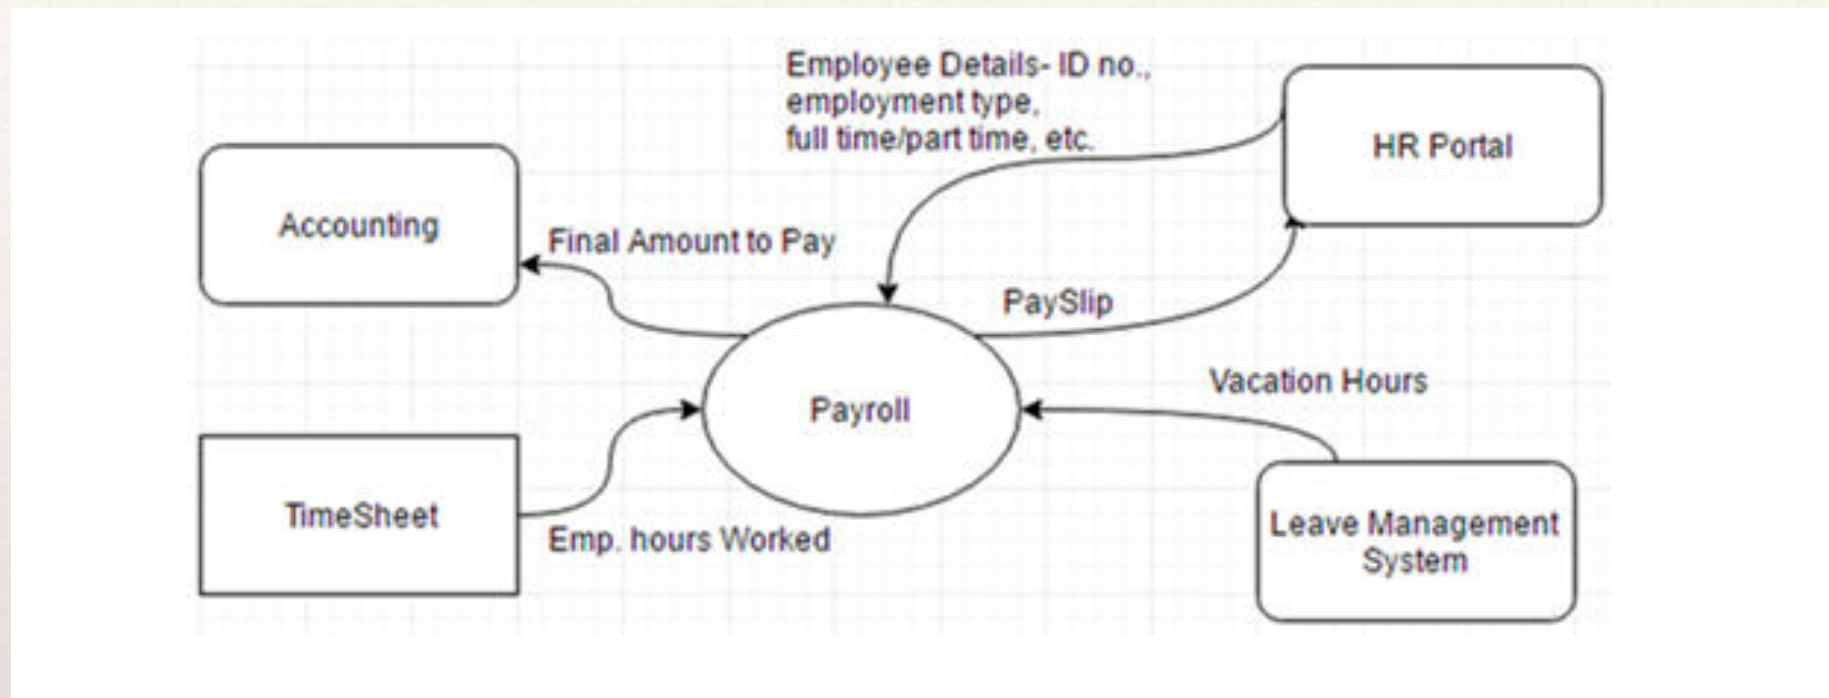 Employee Details- ID no.,
employment type,
full time/part time, etc.
HR Portal
Accounting
Final Amount to Pay
PaySlip
Vacation Hours
Payroll
TimeSheet
Emp. hours Worked
Leave Management
System